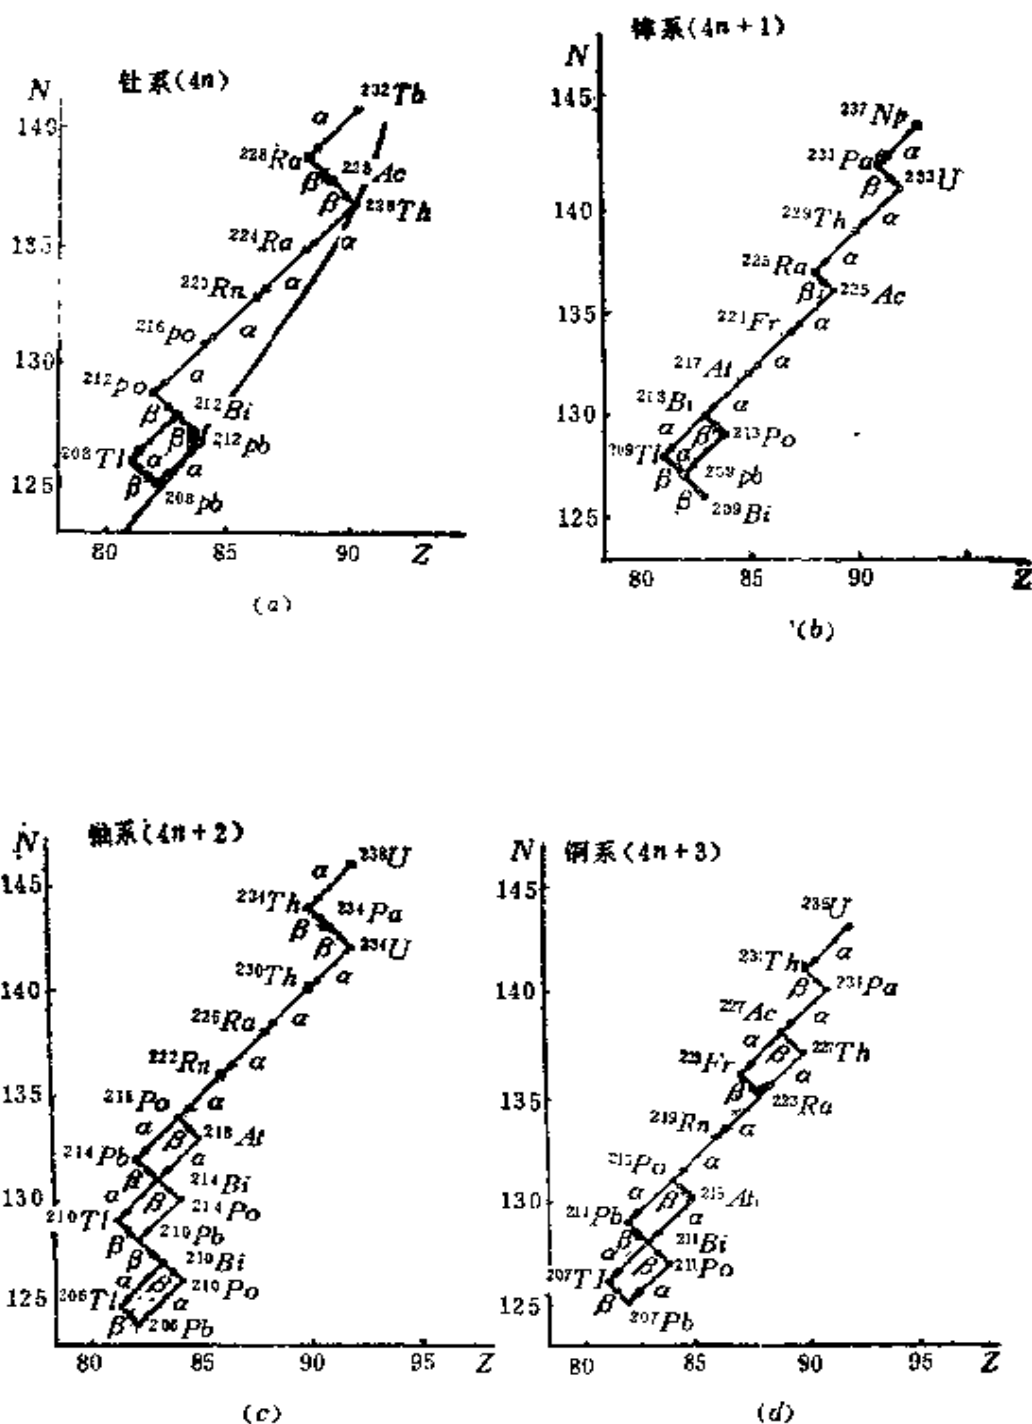 钍系(4n)
N
140
135
130
125
80
85
90
Z
²³²Th
α
²²⁸Ra
²²⁸Ac
β
β
²²⁸Th
α
²²⁴Ra
α
²²⁰Rn
α
²¹⁶po
α
²¹²po
β
²¹²Bi
β
²¹²pb
²⁰⁸Tl
α
α
β
²⁰⁸pb
(a)
镎系(4n+1)
N
145
140
135
130
125
80
85
90
Z
²³⁷Np
α
²³³Pa
β
²³³U
α
²²⁹Th
α
²²⁵Ra
β
²²⁵Ac
α
²²¹Fr
α
²¹⁷At
α
²¹³Bi
α
β
²¹³Po
²⁰⁹Tl
α
β
²⁰⁹pb
β
²⁰⁹Bi
(b)
铀系(4n+2)
N
145
140
135
130
125
80
85
90
95
Z
²³⁸U
α
²³⁴Th
²³⁴Pa
β
β
²³⁴U
α
²³⁰Th
α
²²⁶Ra
α
²²²Rn
α
²¹⁸Po
α
β
²¹⁸At
²¹⁴Pb
α
β
²¹⁴Bi
α
β
²¹⁴Po
²¹⁰Tl
²¹⁰Pb
β
β
²¹⁰Bi
α
β
²¹⁰Po
²⁰⁶Tl
α
β
²⁰⁶Pb
(c)
锕系(4n+3)
N
145
140
135
130
125
80
85
90
95
Z
²³⁵U
α
²³¹Th
β
²³¹Pa
α
²²⁷Ac
α
β
²²⁷Th
²²³Fr
α
β
²²³Ra
²¹⁹Rn
α
α
²¹⁵Po
α
β
²¹⁵At
²¹¹Pb
α
β
²¹¹Bi
α
β
²¹¹Po
²⁰⁷Tl
α
β
²⁰⁷Pb
(d)